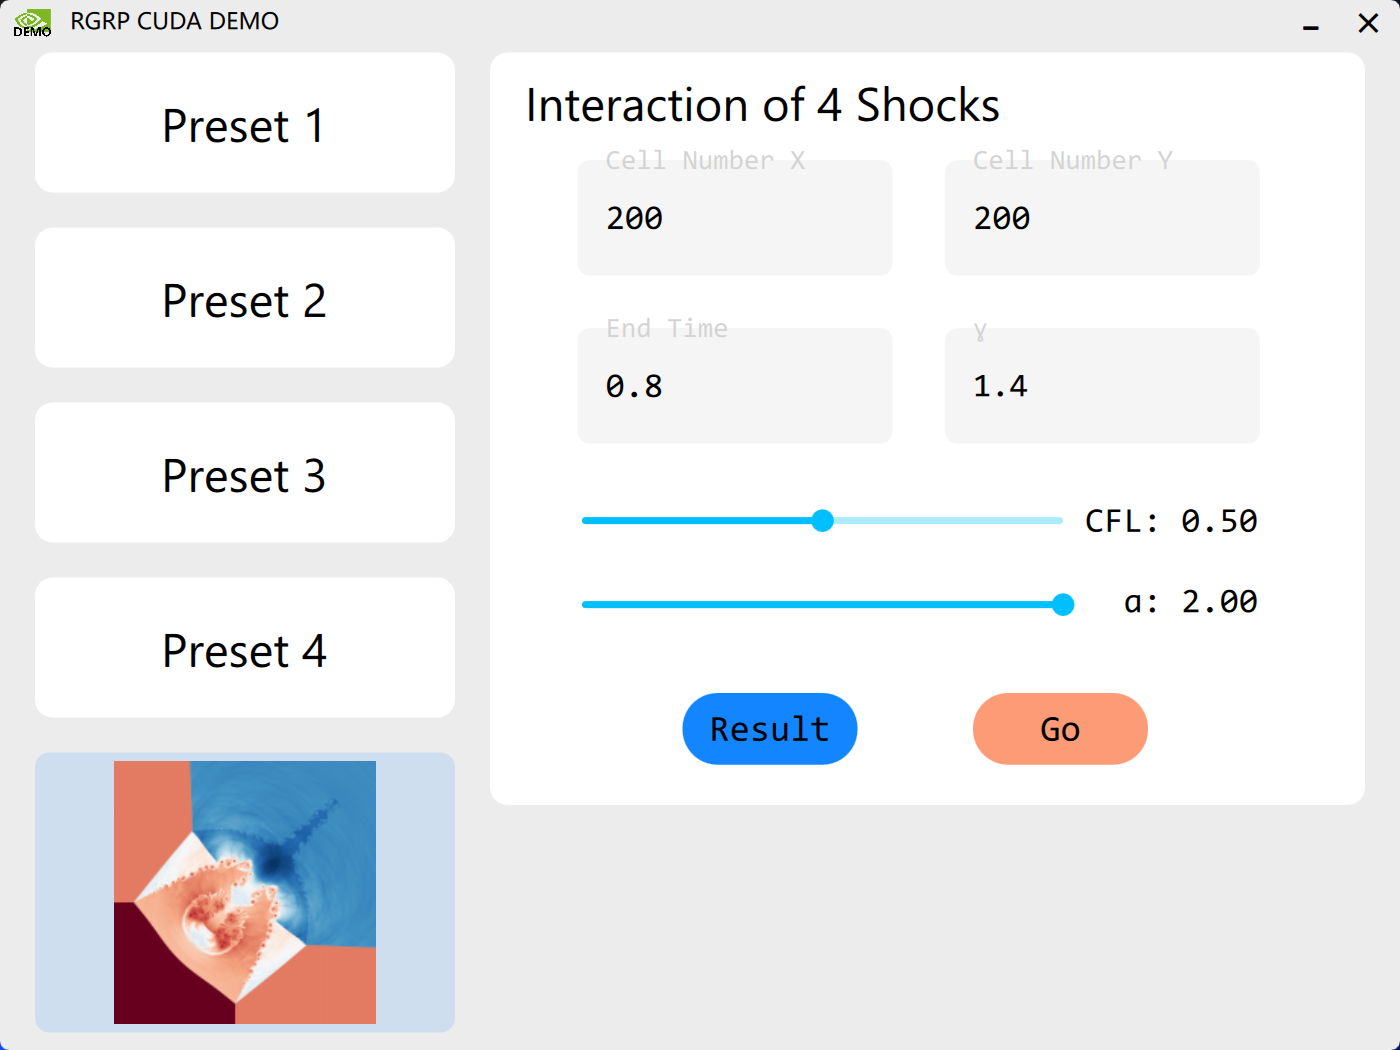 DEMO
RGRP CUDA DEMO
Preset 1
Preset 2
Preset 3
Preset 4
Interaction of 4 Shocks
Cell Number X
Cell Number Y
200
200
End Time
γ
0.8
1.4
CFL: 0.50
α: 2.00
Result
Go